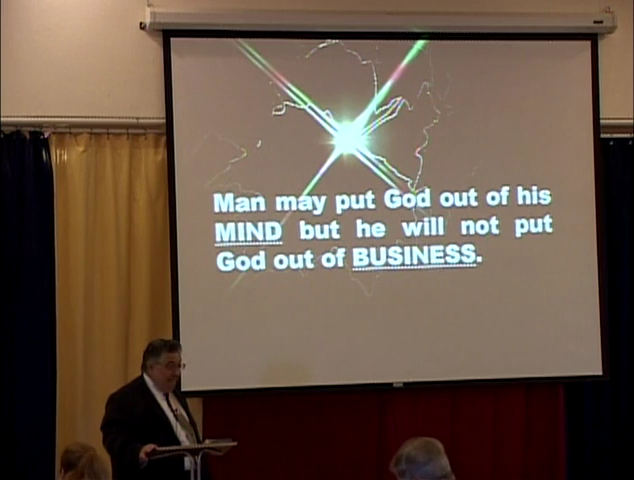 Man may put God out of his
MIND but he will not put
God out of BUSINESS.